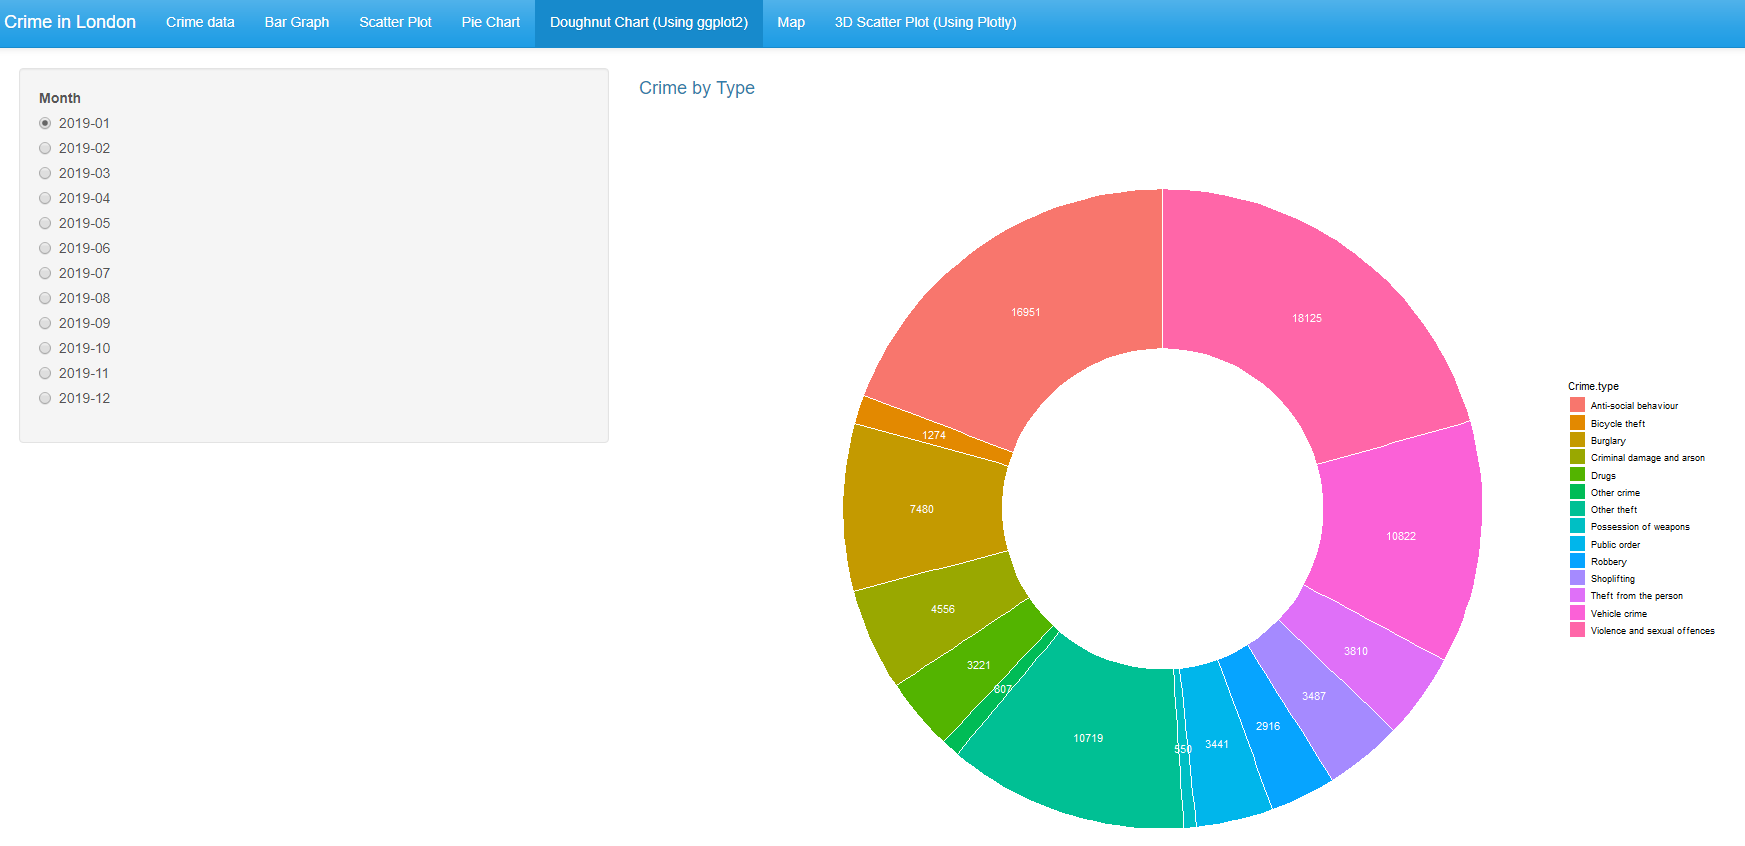 Crime in London Crime data Bar Graph Scatter Plot Pie Chart Doughnut Chart (Using ggplot2) Map 3D Scatter Plot (Using Plotly)
Month
2019-01
2019-02
2019-03
2019-04
2019-05
2019-06
2019-07
2019-08
2019-09
2019-10
2019-11
2019-12
Crime by Type
16951
18125
1274
7480
10822
4556
3221
807
3810
3487
2916
10719
550
3441
Crime.type
Anti-social behaviour
Bicycle theft
Burglary
Criminal damage and arson
Drugs
Other crime
Other theft
Possession of weapons
Public order
Robbery
Shoplifting
Theft from the person
Vehicle crime
Violence and sexual offences